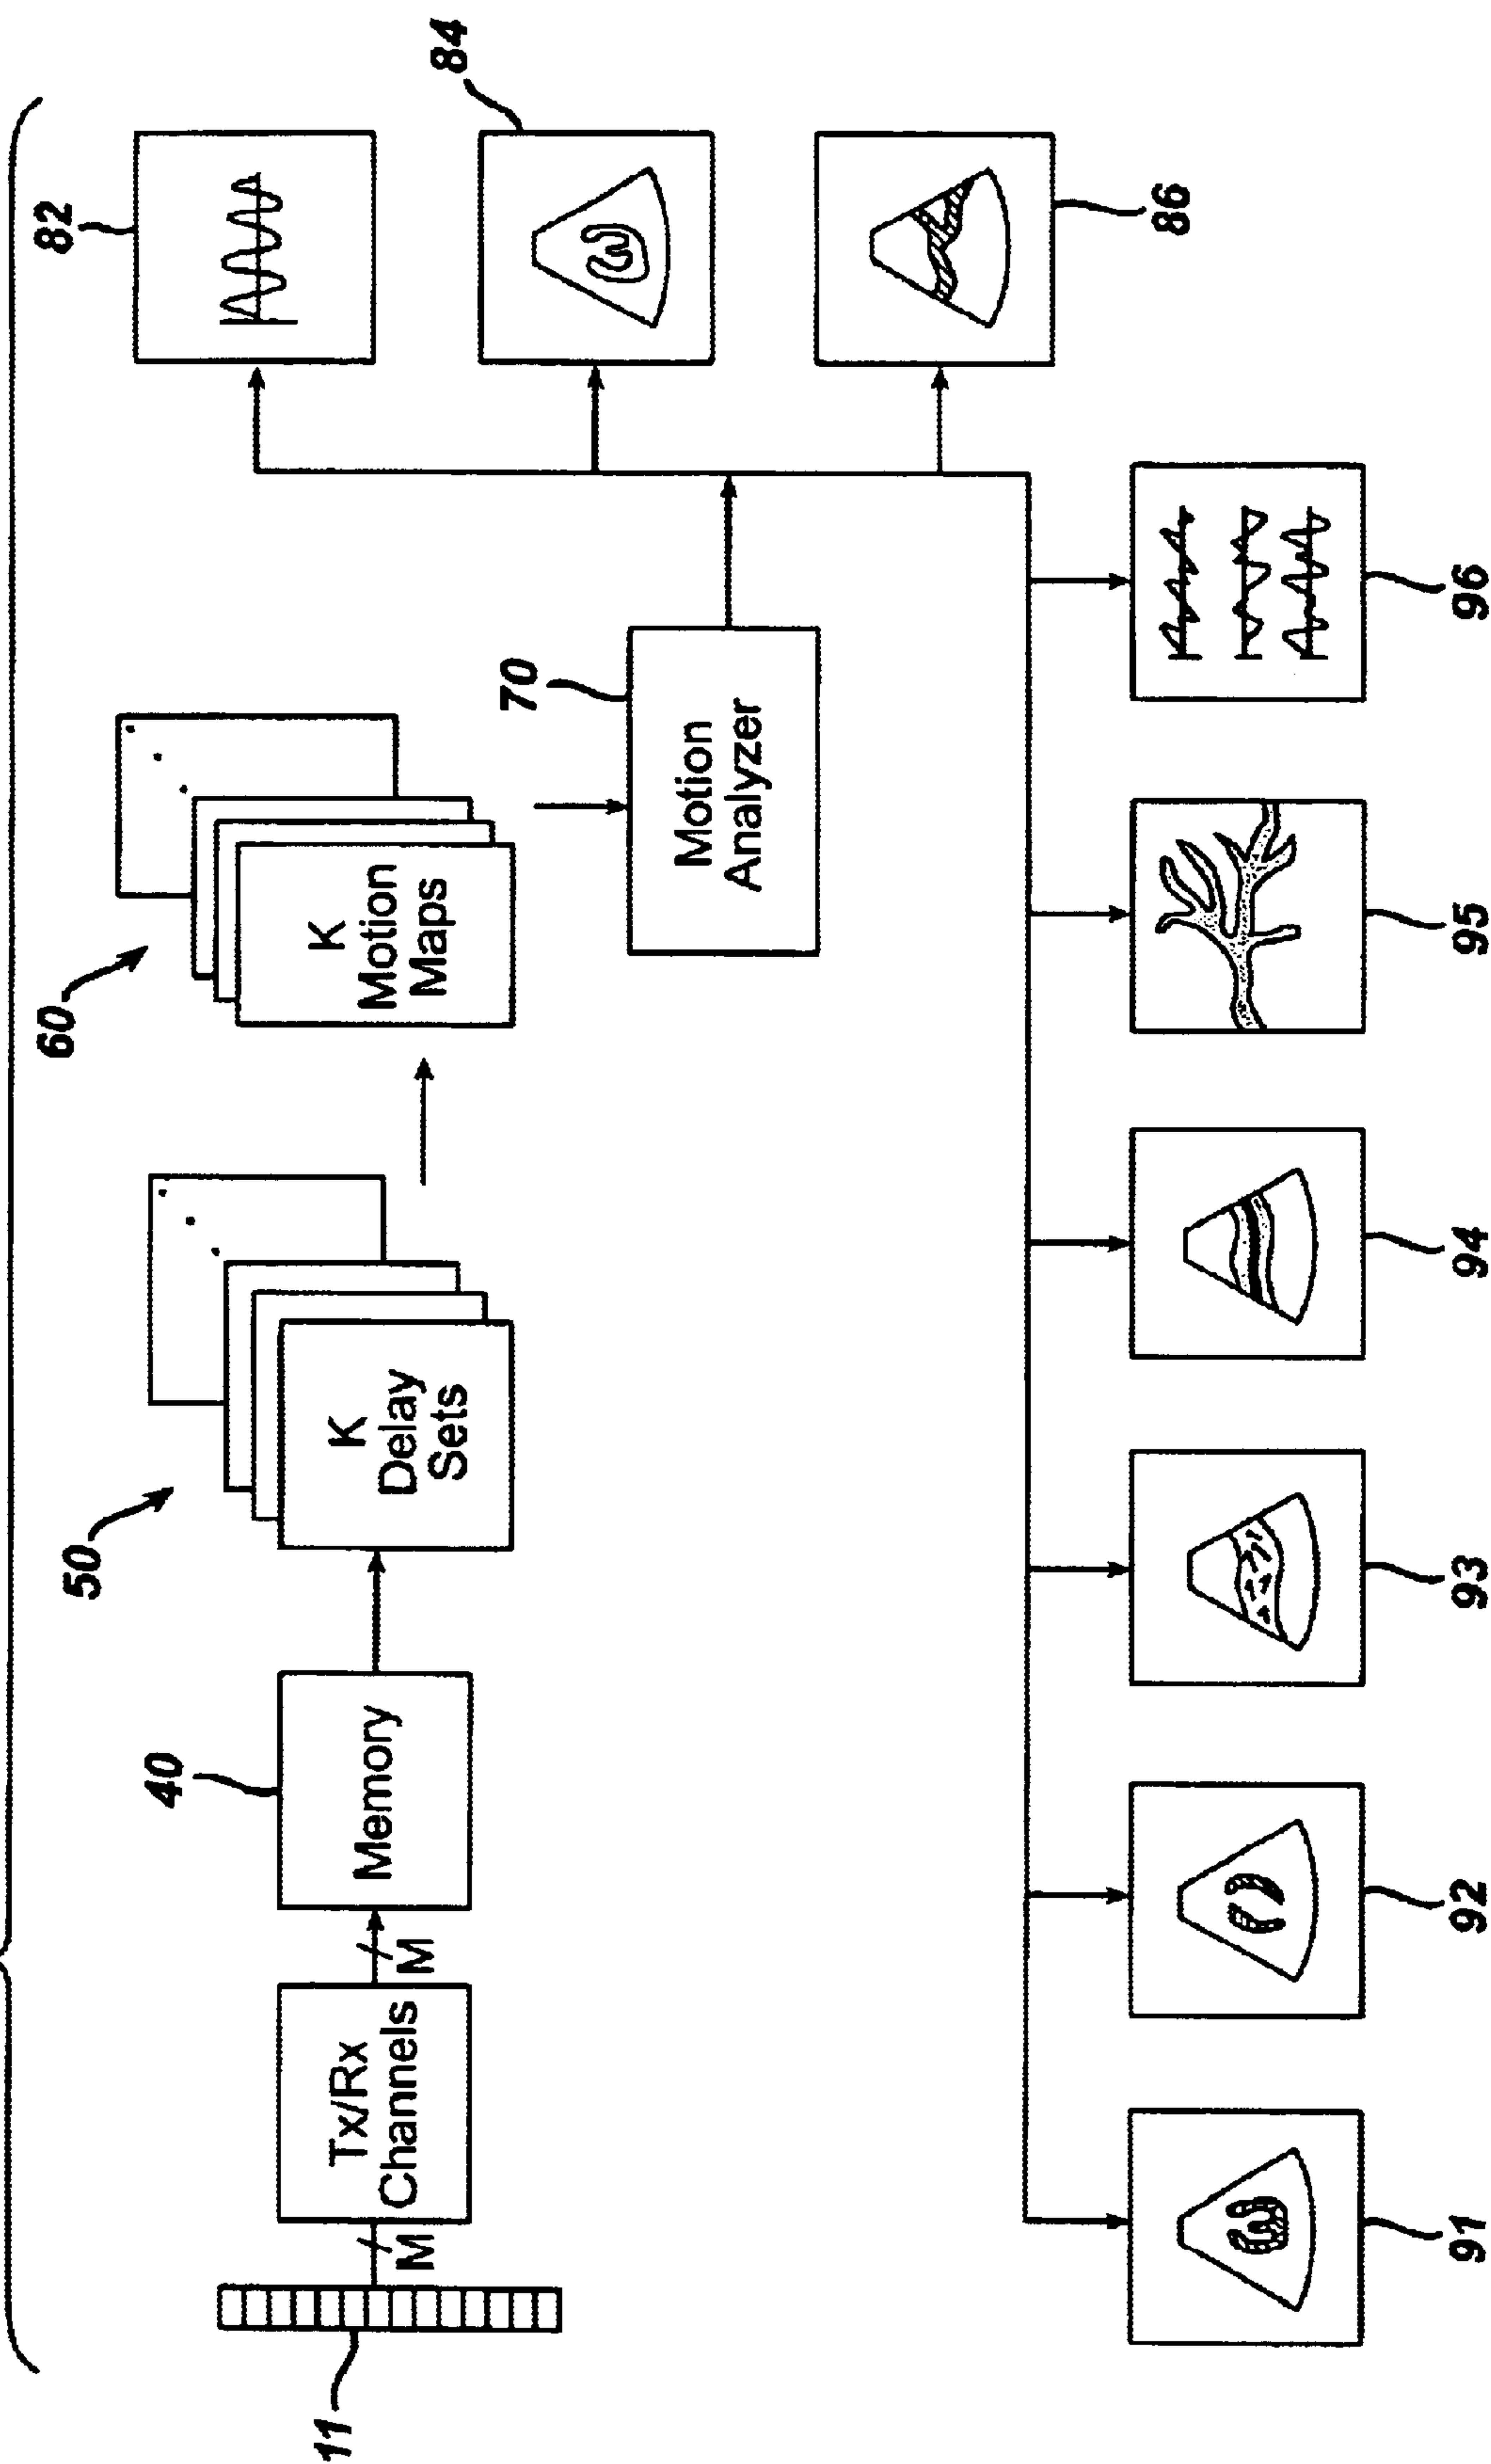 11
M
Tx/Rx
Channels
M
40
Memory
50
K
Delay
Sets
60
K
Motion
Maps
70
Motion
Analyzer
82
84
86
91
92
93
94
95
96